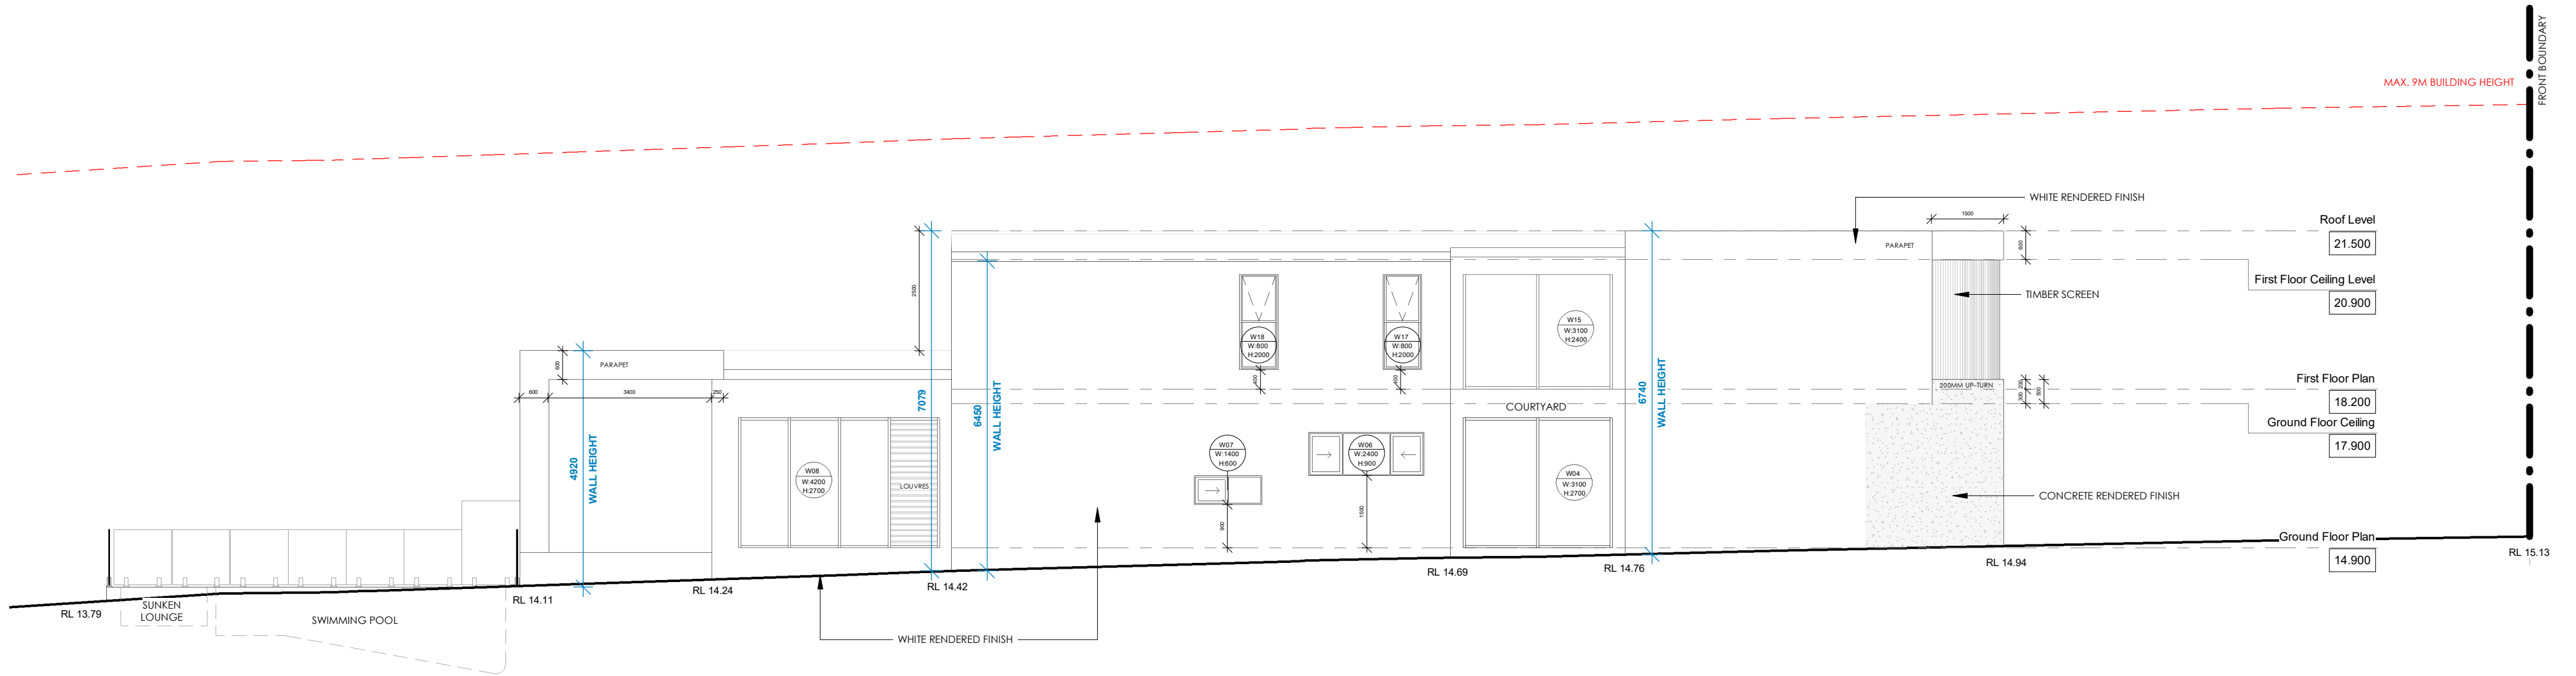 FRONT BOUNDARY
MAX. 9M BUILDING HEIGHT
WHITE RENDERED FINISH
1500
Roof Level
21.500
PARAPET
600
First Floor Ceiling Level
20.900
TIMBER SCREEN
2500
7079
6450
WALL HEIGHT
W18
W:800
H:2000
400
W17
W:800
H:2000
400
W15
W:3100
H:2400
6740
WALL HEIGHT
First Floor Plan
18.200
200MM UP-TURN
200
300
500
Ground Floor Ceiling
17.900
PARAPET
600
600
3400
250
4920
WALL HEIGHT
COURTYARD
W08
W:4200
H:2700
LOUVRES
W07
W:1400
H:600
900
W06
W:2400
H:900
1500
W04
W:3100
H:2700
CONCRETE RENDERED FINISH
Ground Floor Plan
14.900
RL 15.13
RL 14.94
RL 14.76
RL 14.69
RL 14.42
RL 14.24
RL 14.11
RL 13.79
SUNKEN
LOUNGE
SWIMMING POOL
WHITE RENDERED FINISH